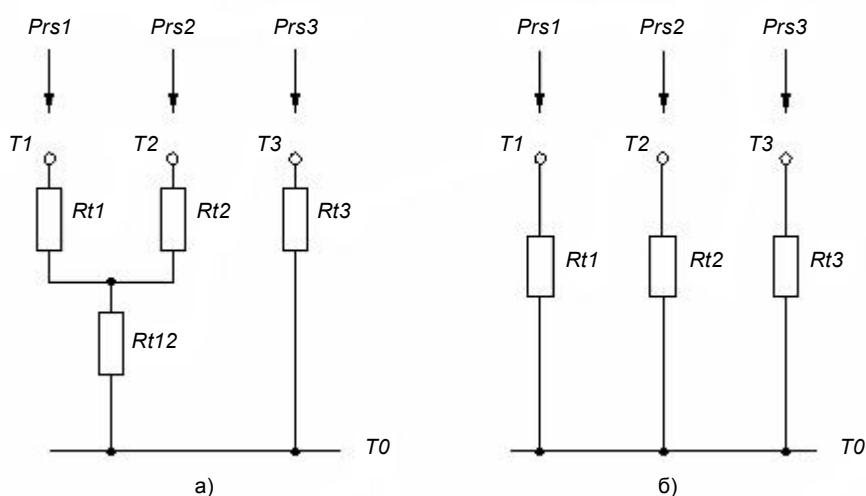 Prs1 Prs2 Prs3 Prs1 Prs2 Prs3
T1 T2 T3 T1 T2 T3
Rt1 Rt2 Rt3
Rt1 Rt2 Rt3
Rt12
T0 T0
а) б)